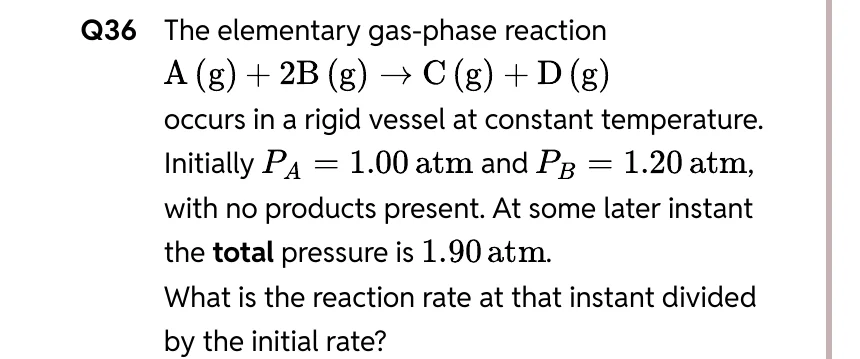 Q36 The elementary gas-phase reaction
A (g) + 2B (g) → C (g) + D (g)
occurs in a rigid vessel at constant temperature.
Initially P_A = 1.00 atm and P_B = 1.20 atm,
with no products present. At some later instant
the total pressure is 1.90 atm.
What is the reaction rate at that instant divided
by the initial rate?